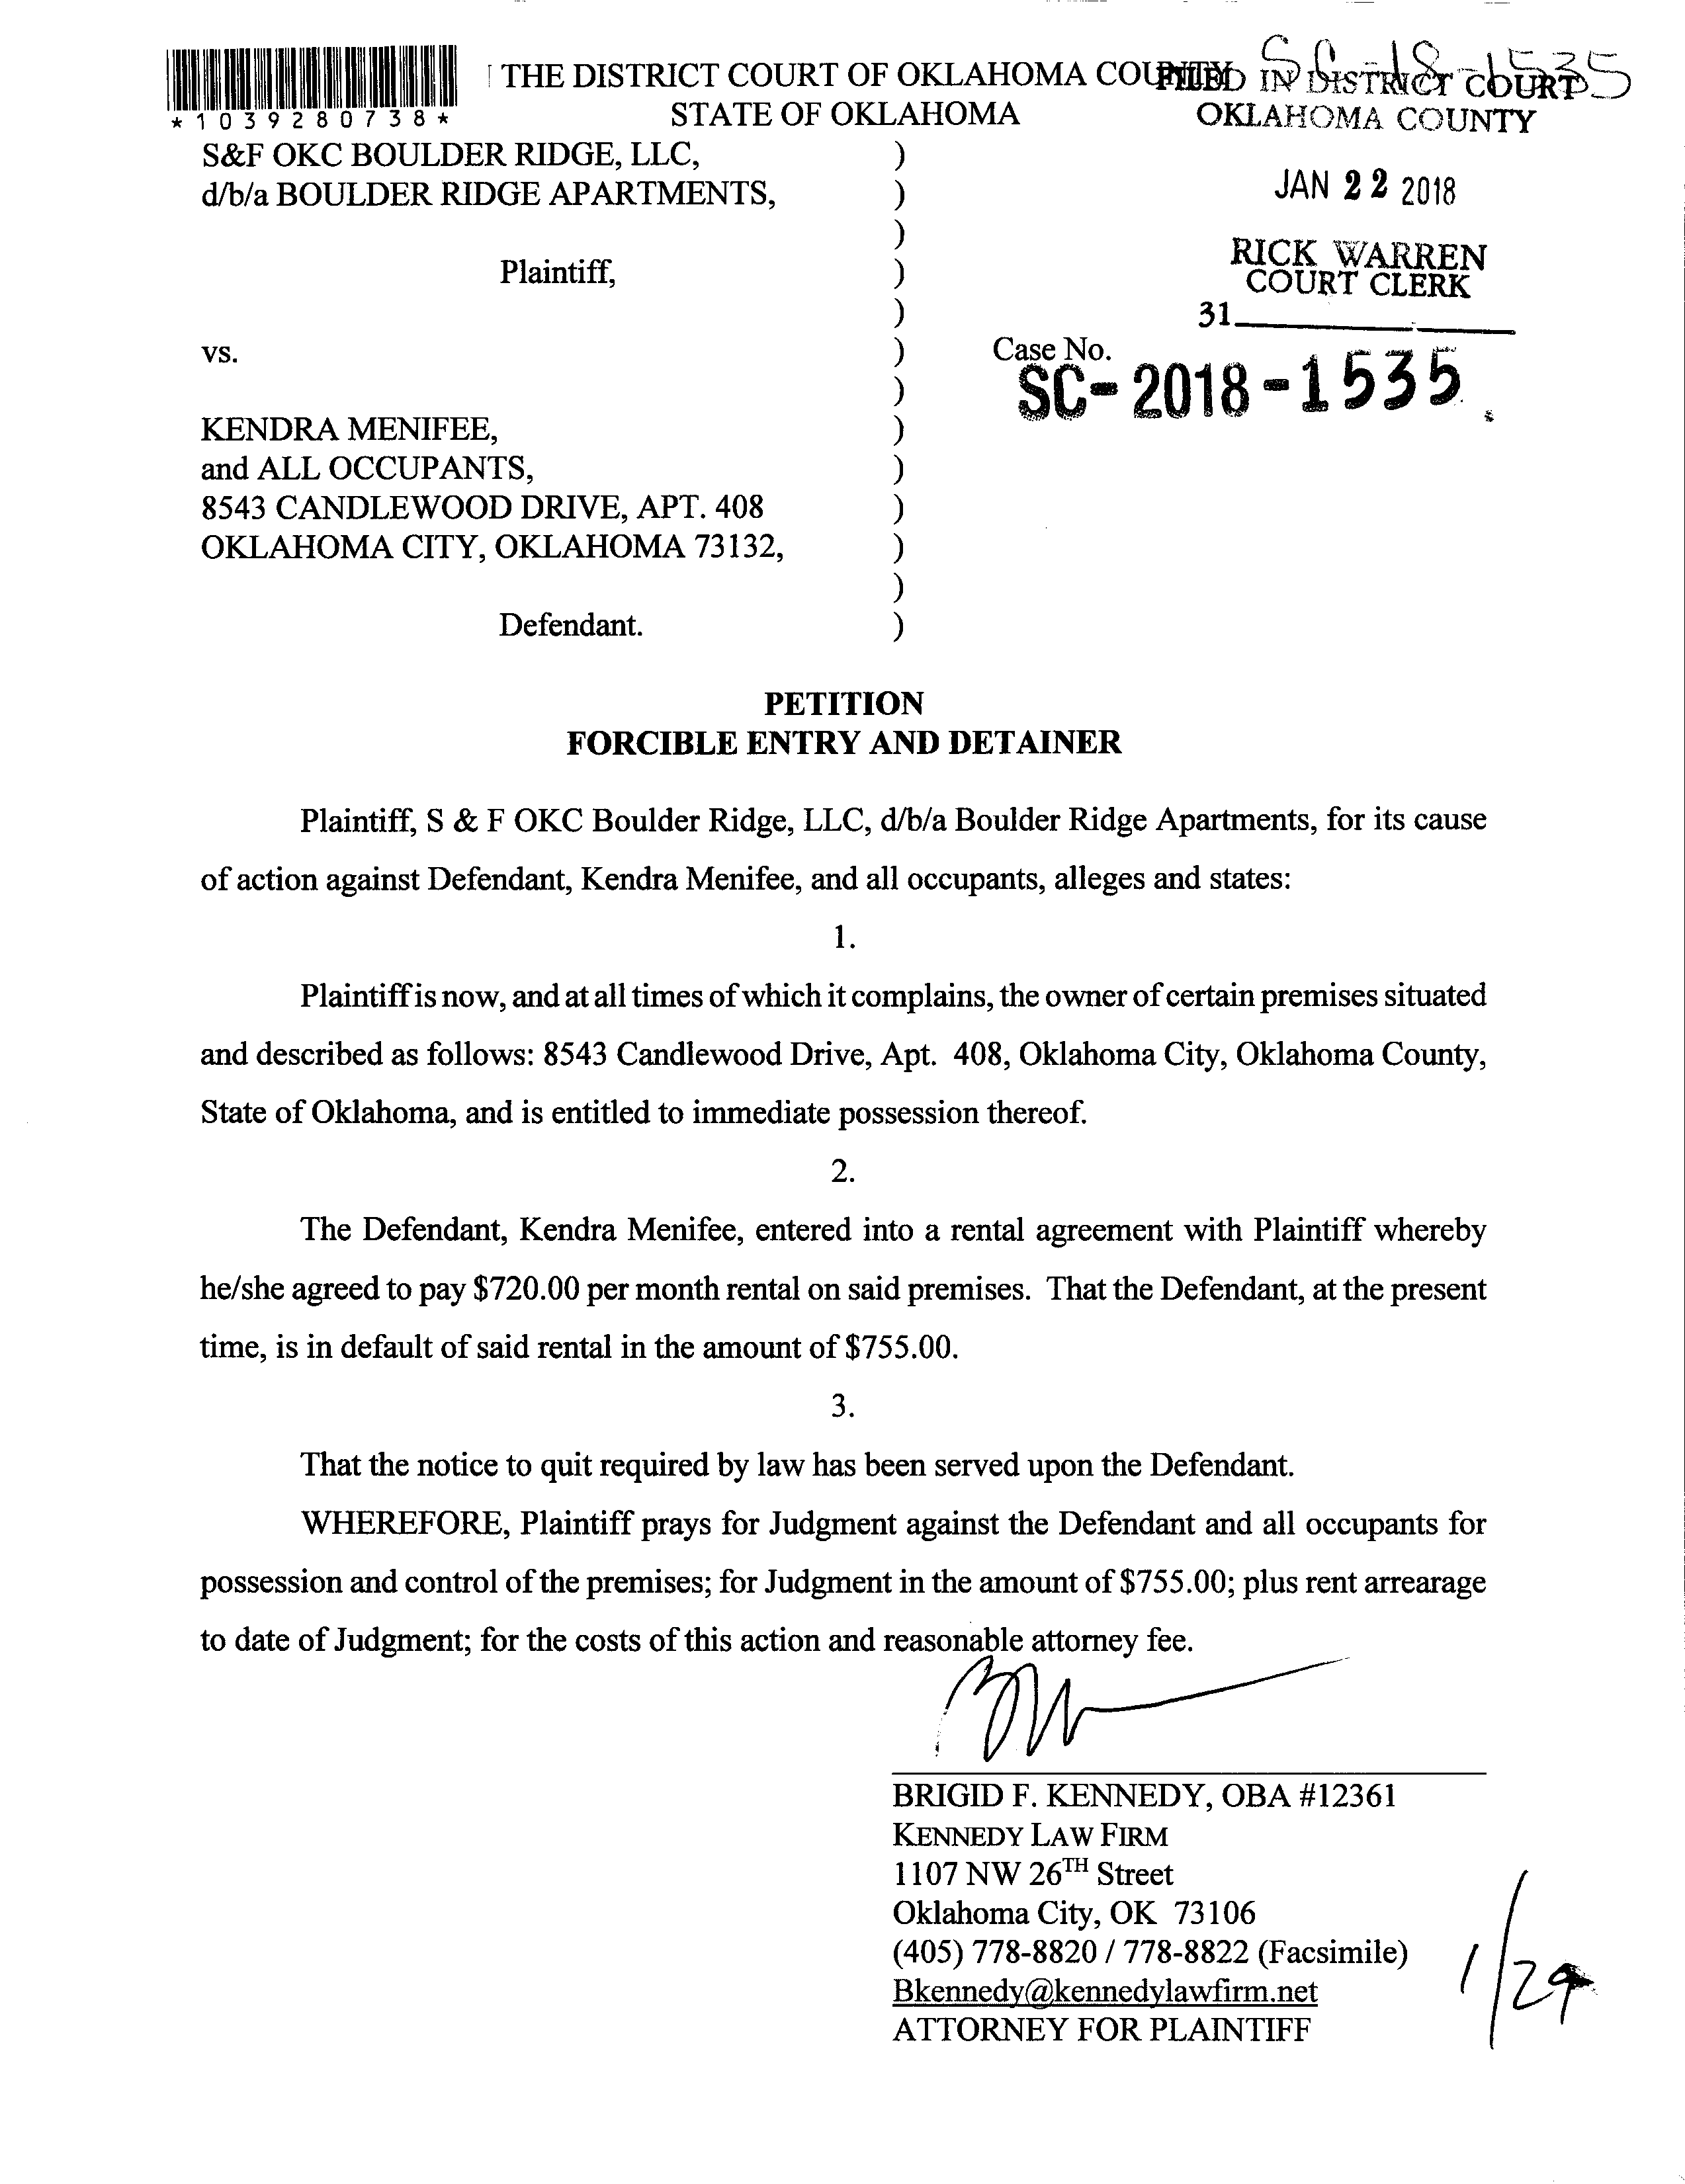 SC-18-1535
THE DISTRICT COURT OF OKLAHOMA COUNTY
FILED IN DISTRICT COURT
*1039280738*
STATE OF OKLAHOMA
OKLAHOMA COUNTY
S&F OKC BOULDER RIDGE, LLC, )
d/b/a BOULDER RIDGE APARTMENTS, )
JAN 22 2018
)
Plaintiff, )
RICK WARREN
COURT CLERK
)
31
vs. )
Case No.
SC-2018-1535
)
KENDRA MENIFEE, )
and ALL OCCUPANTS, )
8543 CANDLEWOOD DRIVE, APT. 408 )
OKLAHOMA CITY, OKLAHOMA 73132, )
)
Defendant. )
PETITION
FORCIBLE ENTRY AND DETAINER
Plaintiff, S & F OKC Boulder Ridge, LLC, d/b/a Boulder Ridge Apartments, for its cause
of action against Defendant, Kendra Menifee, and all occupants, alleges and states:
1.
Plaintiff is now, and at all times of which it complains, the owner of certain premises situated
and described as follows: 8543 Candlewood Drive, Apt. 408, Oklahoma City, Oklahoma County,
State of Oklahoma, and is entitled to immediate possession thereof.
2.
The Defendant, Kendra Menifee, entered into a rental agreement with Plaintiff whereby
he/she agreed to pay $720.00 per month rental on said premises. That the Defendant, at the present
time, is in default of said rental in the amount of $755.00.
3.
That the notice to quit required by law has been served upon the Defendant.
WHEREFORE, Plaintiff prays for Judgment against the Defendant and all occupants for
possession and control of the premises; for Judgment in the amount of $755.00; plus rent arrearage
to date of Judgment; for the costs of this action and reasonable attorney fee.
BRIGID F. KENNEDY, OBA #12361
KENNEDY LAW FIRM
1107 NW 26TH Street
Oklahoma City, OK 73106
(405) 778-8820 / 778-8822 (Facsimile)
Bkennedy@kennedylawfirm.net
ATTORNEY FOR PLAINTIFF
1/29